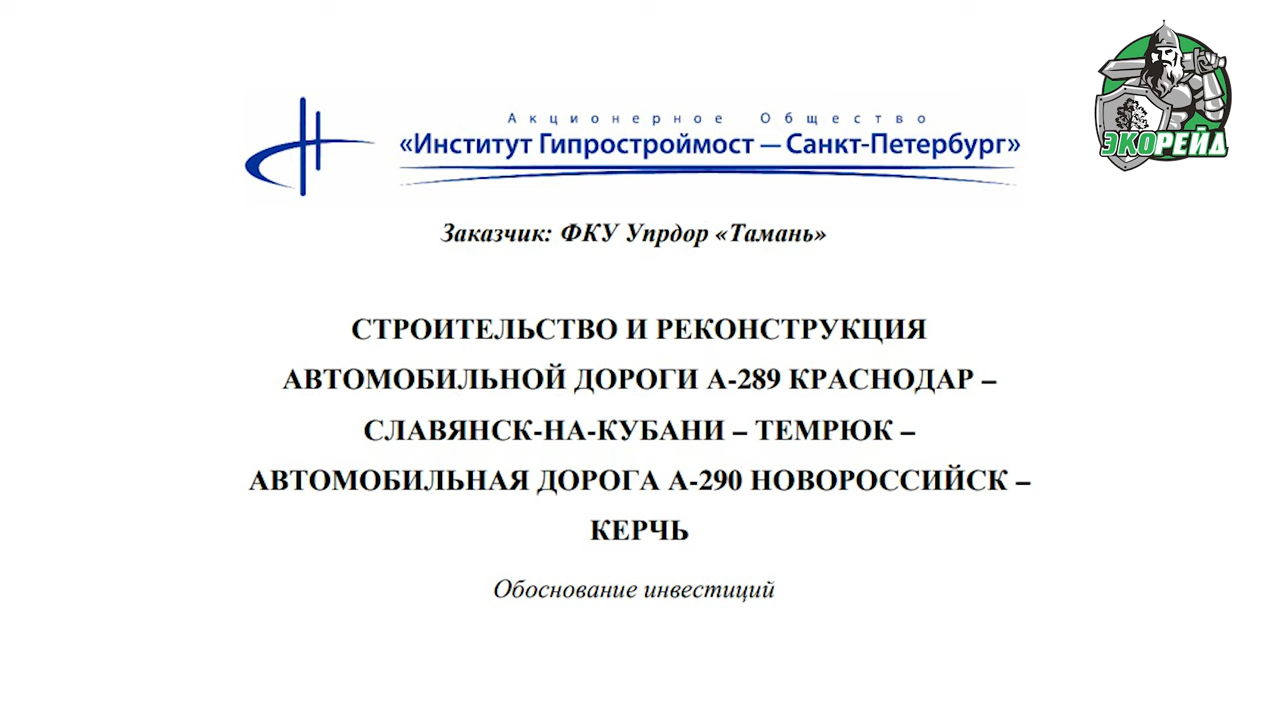 Акционерное Общество
«Институт Гипростроймост — Санкт-Петербург»
ЭКОРЕЙД
Заказчик: ФКУ Упрдор «Тамань»
СТРОИТЕЛЬСТВО И РЕКОНСТРУКЦИЯ
АВТОМОБИЛЬНОЙ ДОРОГИ А-289 КРАСНОДАР –
СЛАВЯНСК-НА-КУБАНИ – ТЕМРЮК –
АВТОМОБИЛЬНАЯ ДОРОГА А-290 НОВОРОССИЙСК –
КЕРЧЬ
Обоснование инвестиций